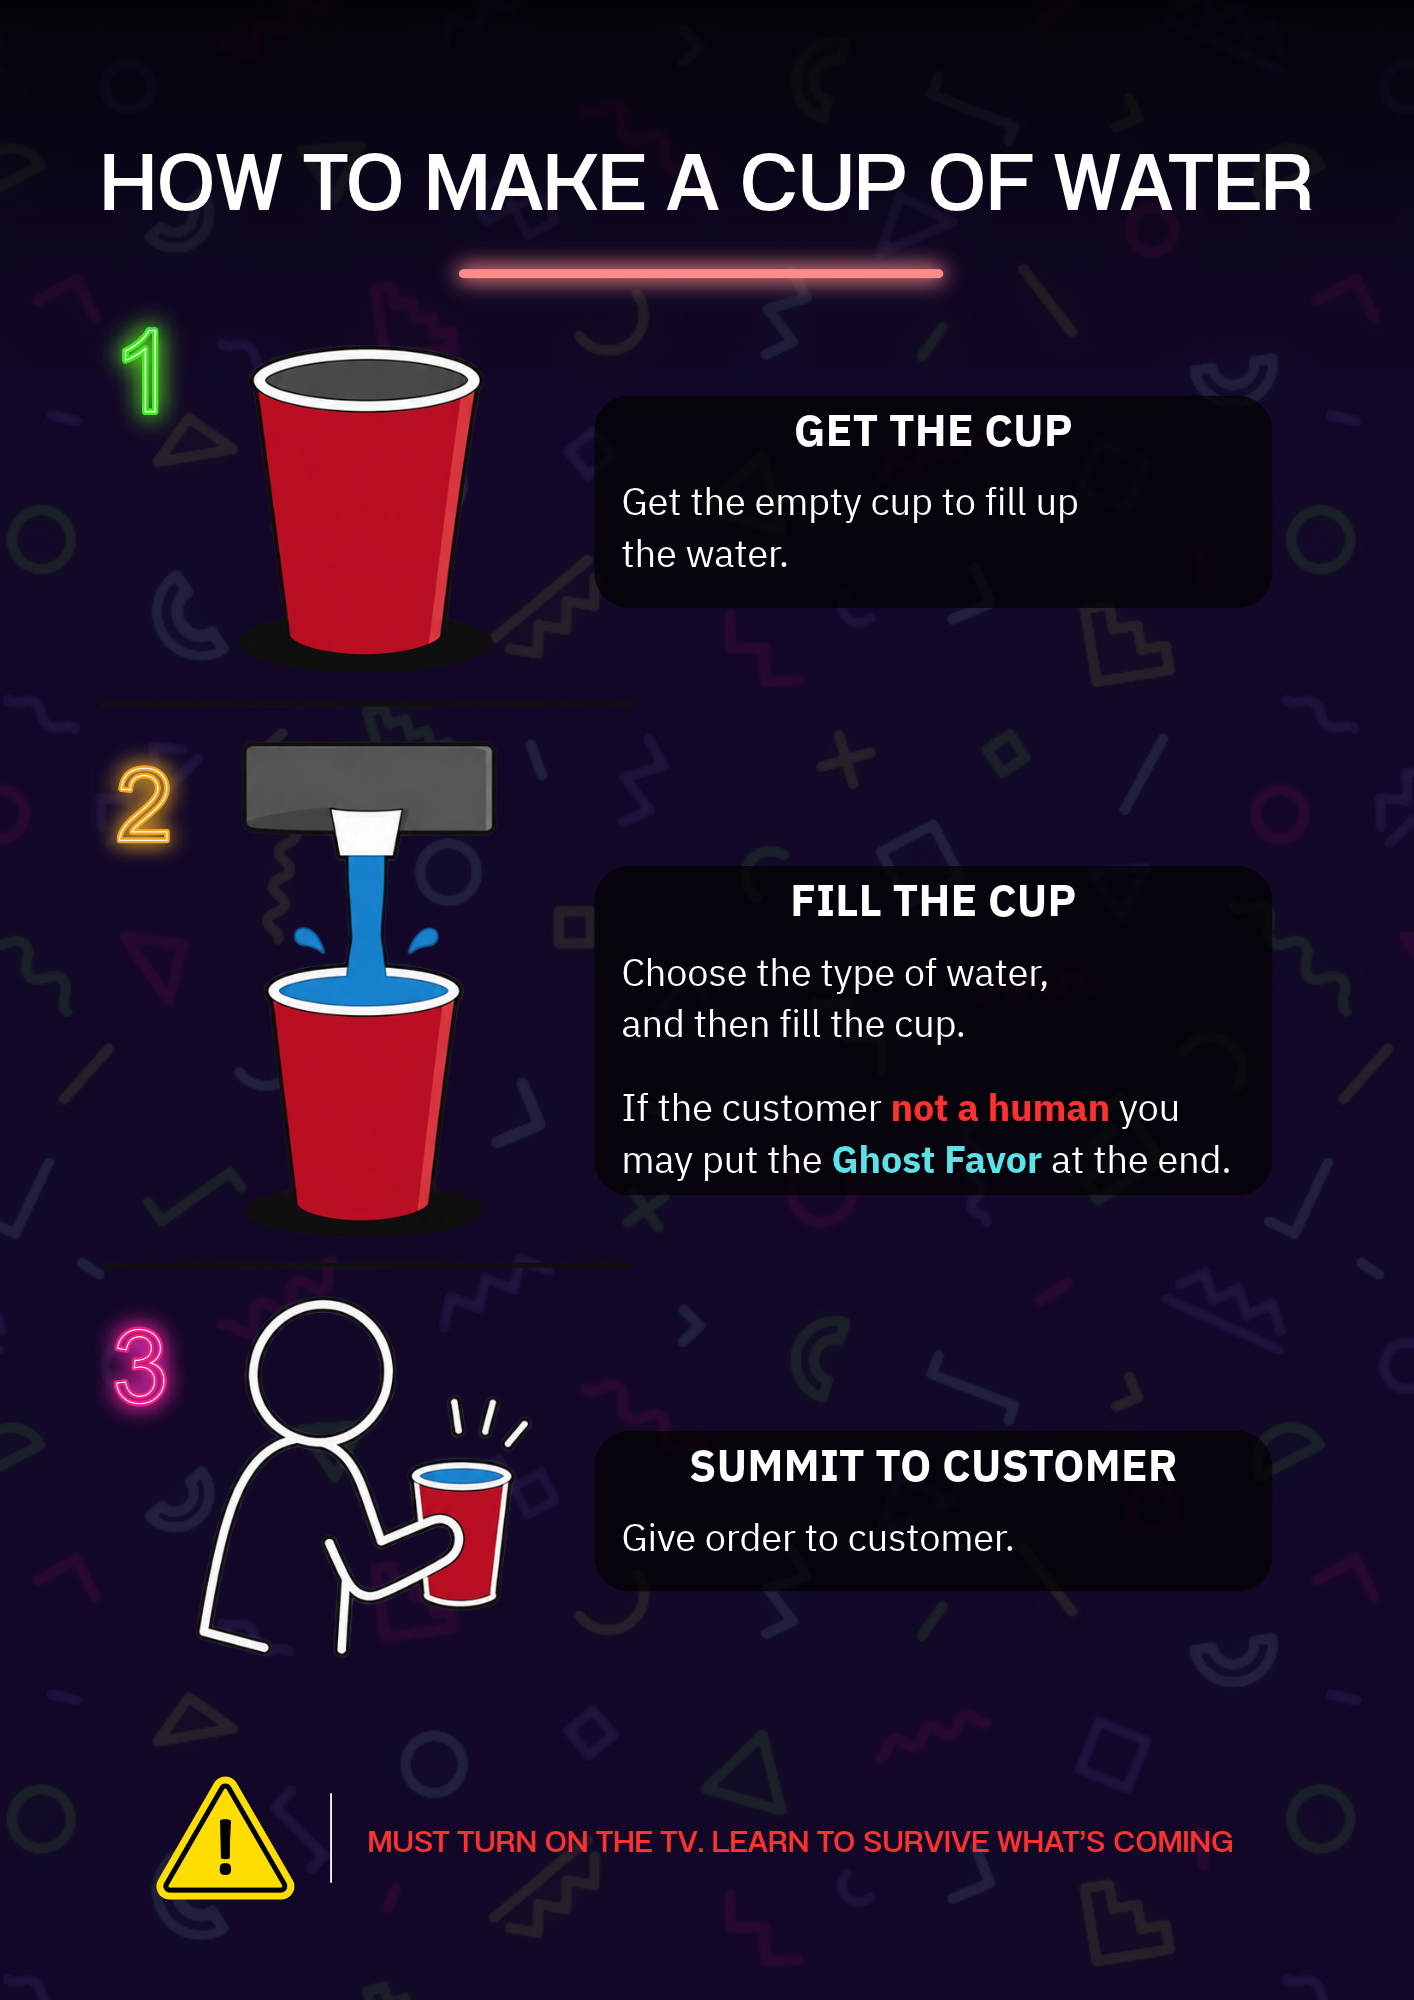 HOW TO MAKE A CUP OF WATER
1
GET THE CUP
Get the empty cup to fill up
the water.
2
FILL THE CUP
Choose the type of water,
and then fill the cup.
If the customer not a human you
may put the Ghost Favor at the end.
3
SUMMIT TO CUSTOMER
Give order to customer.
!
MUST TURN ON THE TV. LEARN TO SURVIVE WHAT'S COMING